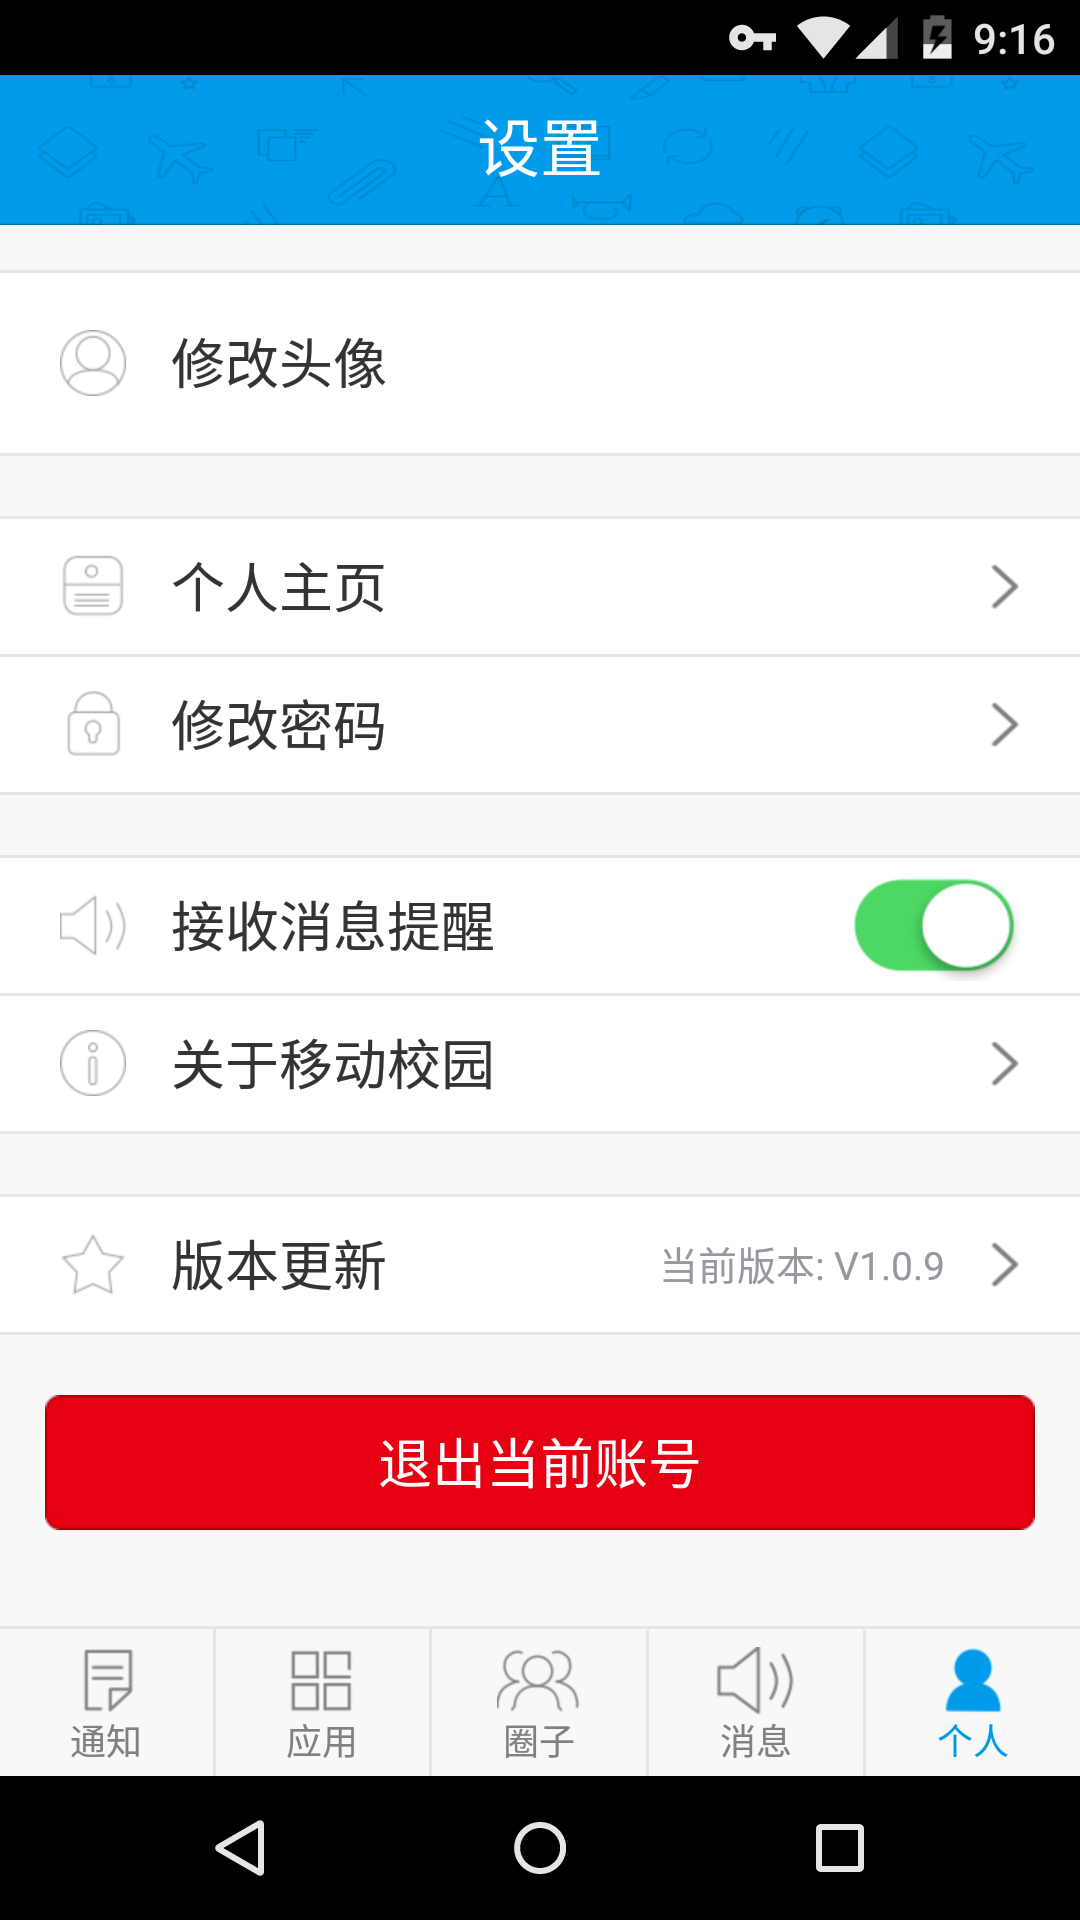 9:16
设置
修改头像
个人主页
修改密码
接收消息提醒
关于移动校园
版本更新 当前版本: V1.0.9
退出当前账号
通知 应用 圈子 消息 个人